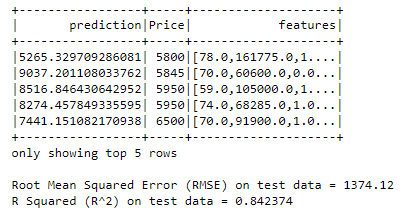 +-----------------+-----+--------------------+
|       prediction|Price|            features|
+-----------------+-----+--------------------+
|5265.329709286081| 5800|[78.0,161775.0,1....|
|9037.201108033762| 5845|[70.0,60600.0,0.0...|
|8516.846430642952| 5950|[59.0,105000.0,1....|
|8274.457849335595| 5950|[74.0,68285.0,1.0...|
|7441.151082170938| 6500|[70.0,91900.0,1.0...|
+-----------------+-----+--------------------+
only showing top 5 rows

Root Mean Squared Error (RMSE) on test data = 1374.12
R Squared (R^2) on test data = 0.842374